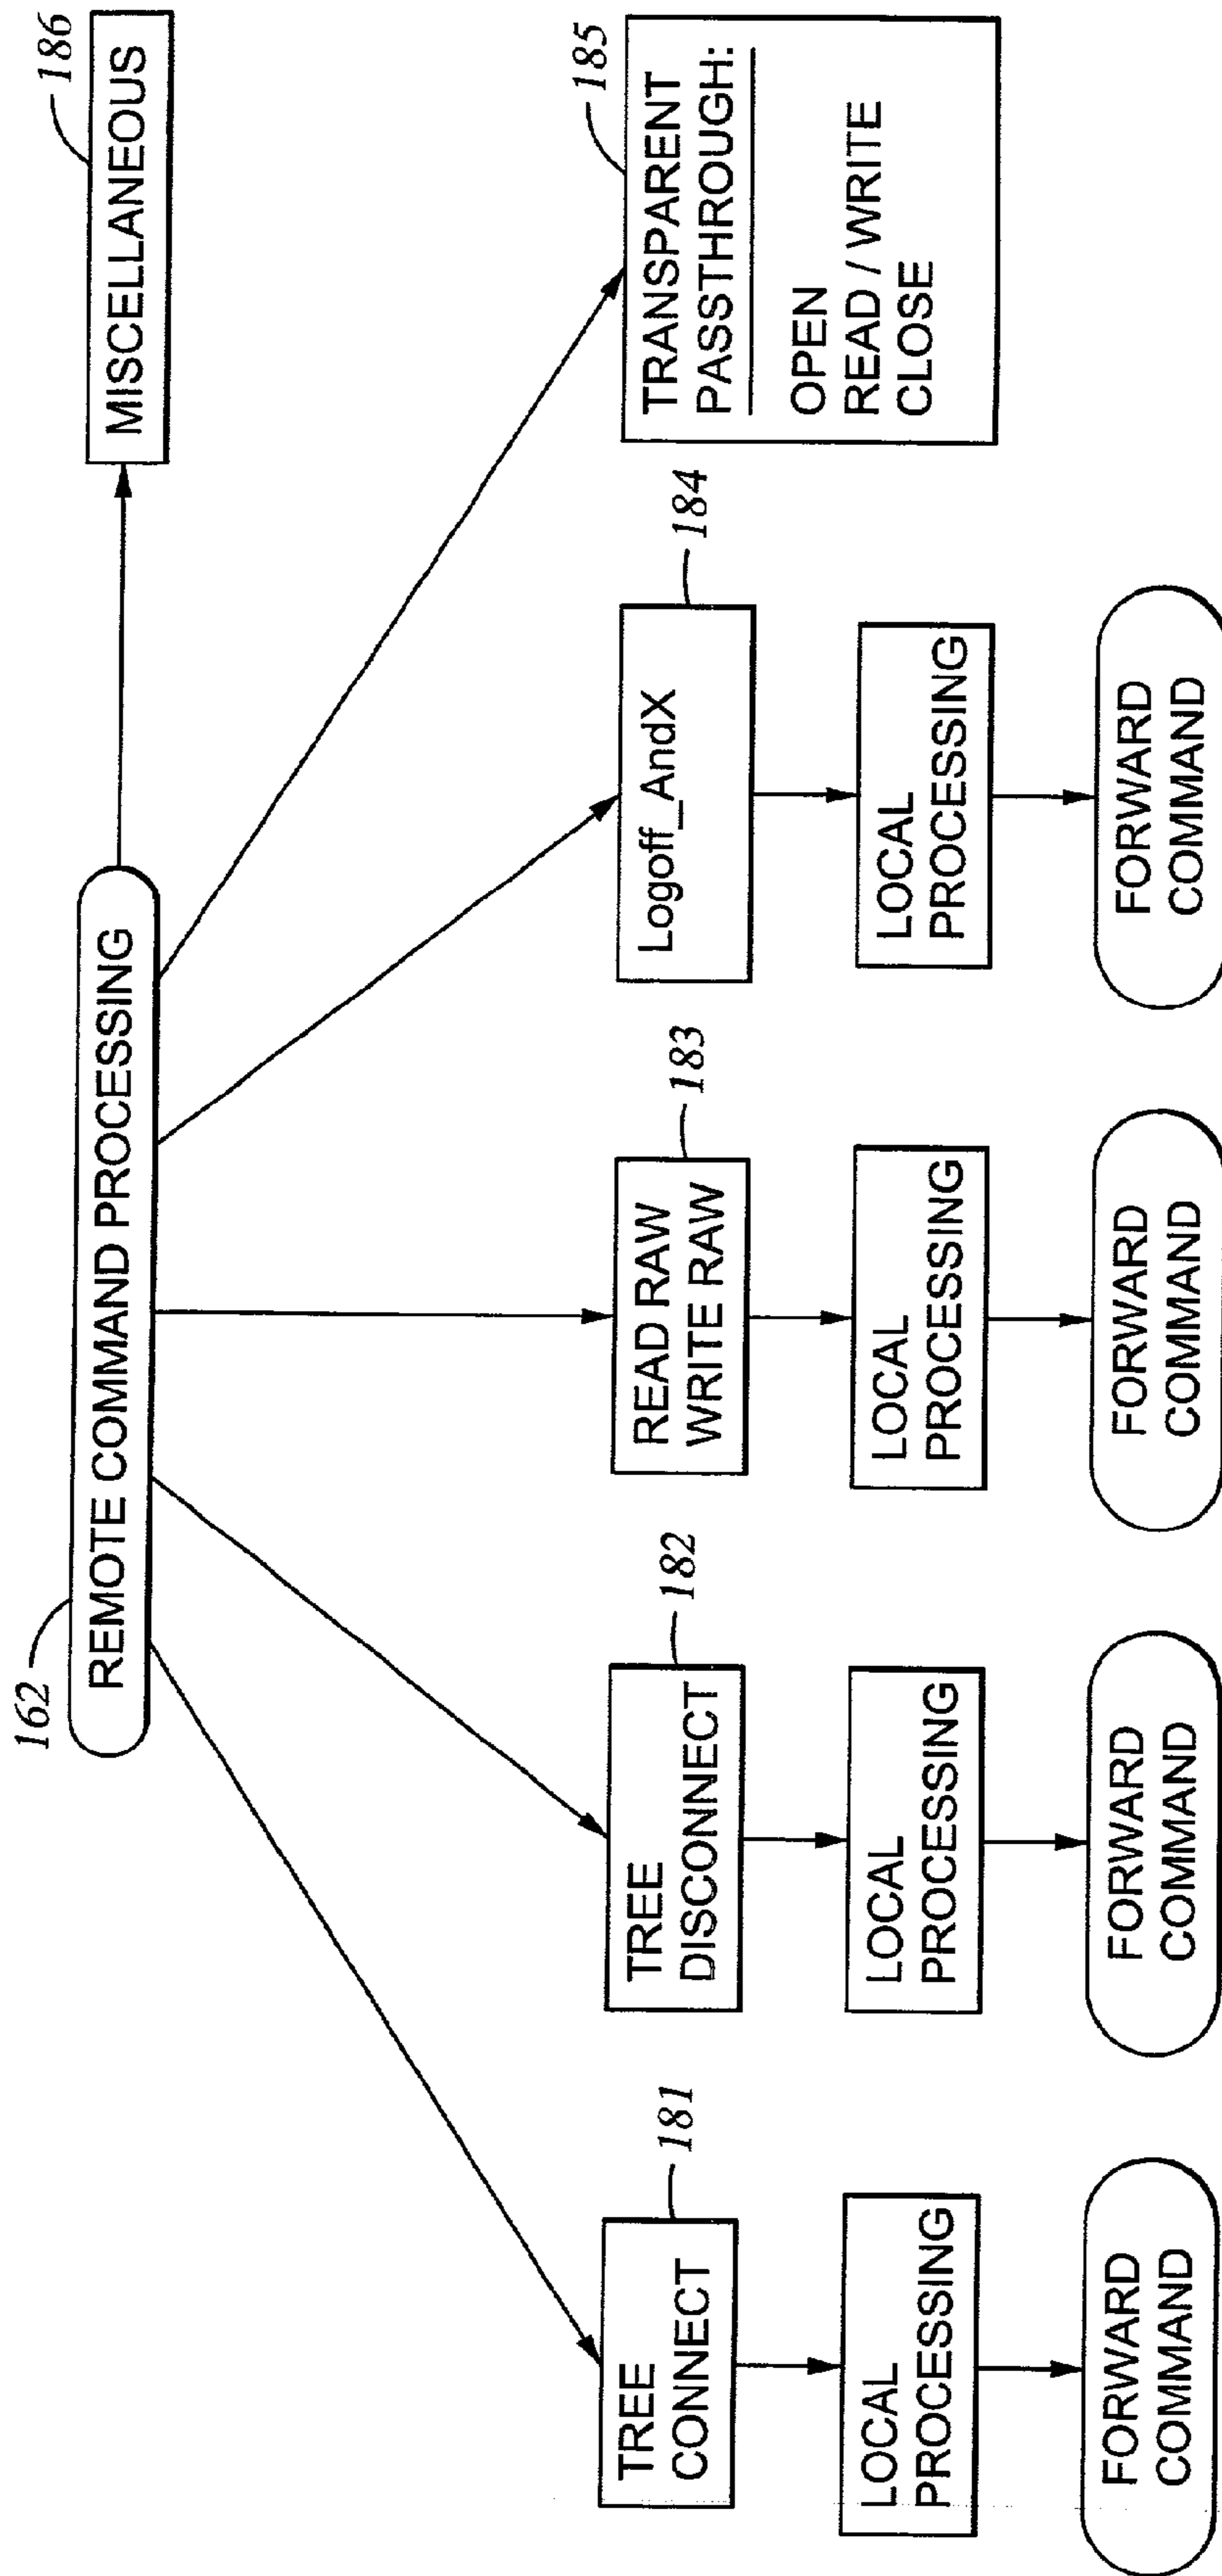 162
REMOTE COMMAND PROCESSING
186
MISCELLANEOUS
181
TREE
CONNECT
LOCAL
PROCESSING
FORWARD
COMMAND
182
TREE
DISCONNECT
LOCAL
PROCESSING
FORWARD
COMMAND
183
READ RAW
WRITE RAW
LOCAL
PROCESSING
FORWARD
COMMAND
184
Logoff_AndX
LOCAL
PROCESSING
FORWARD
COMMAND
185
TRANSPARENT
PASSTHROUGH:
OPEN
READ / WRITE
CLOSE